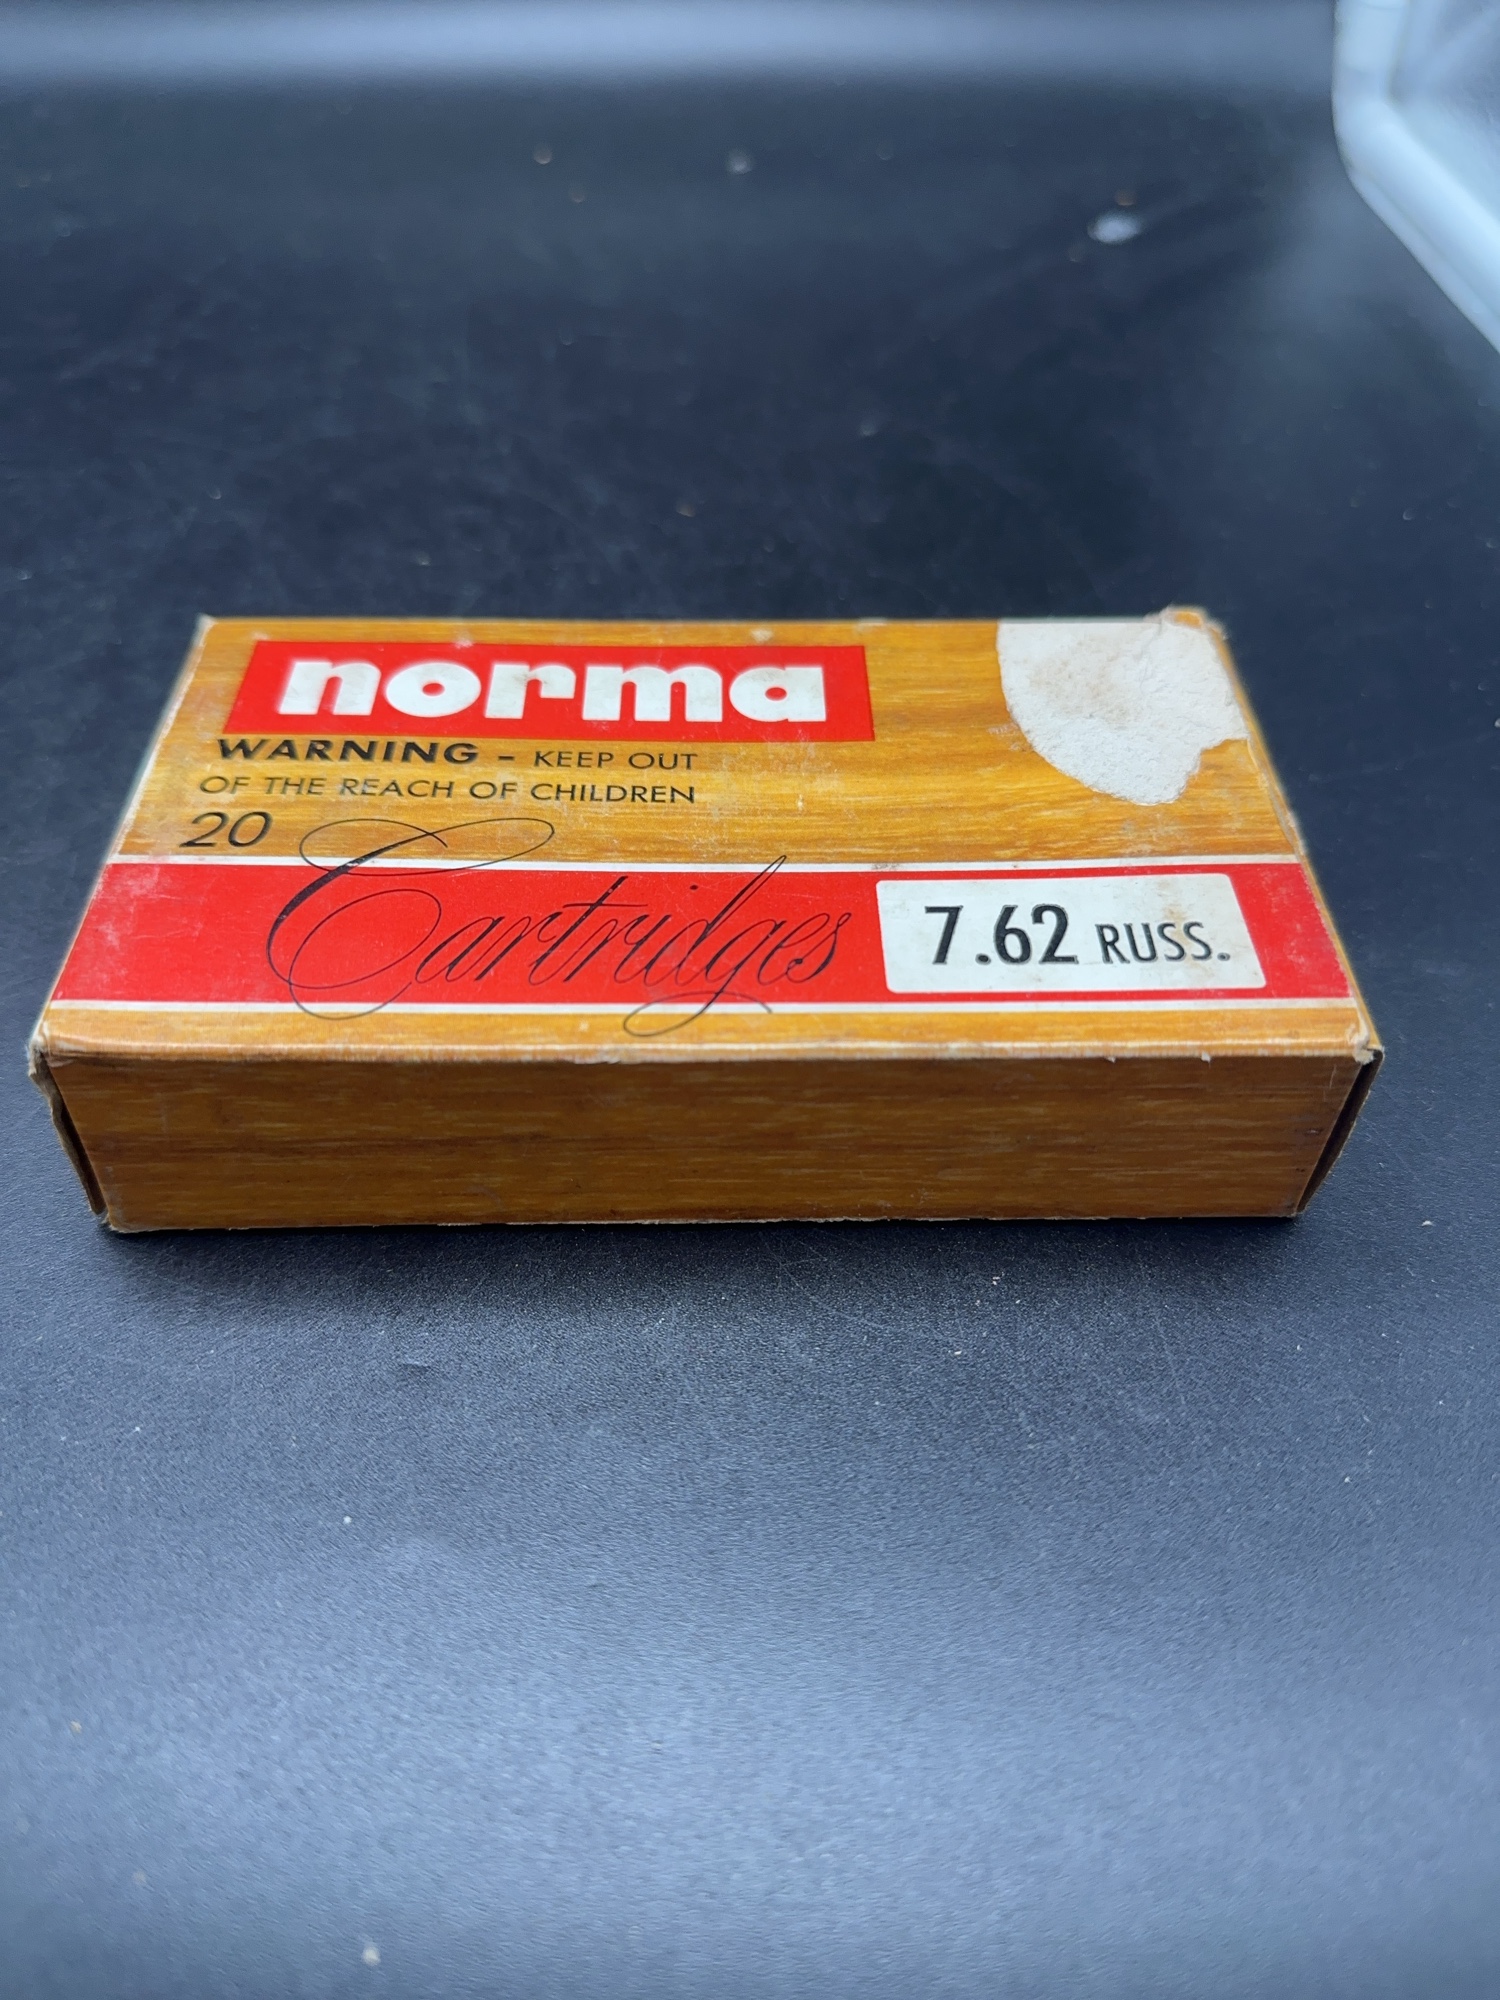 norma
WARNING - KEEP OUT
OF THE REACH OF CHILDREN
20 Cartridges
7.62 RUSS.